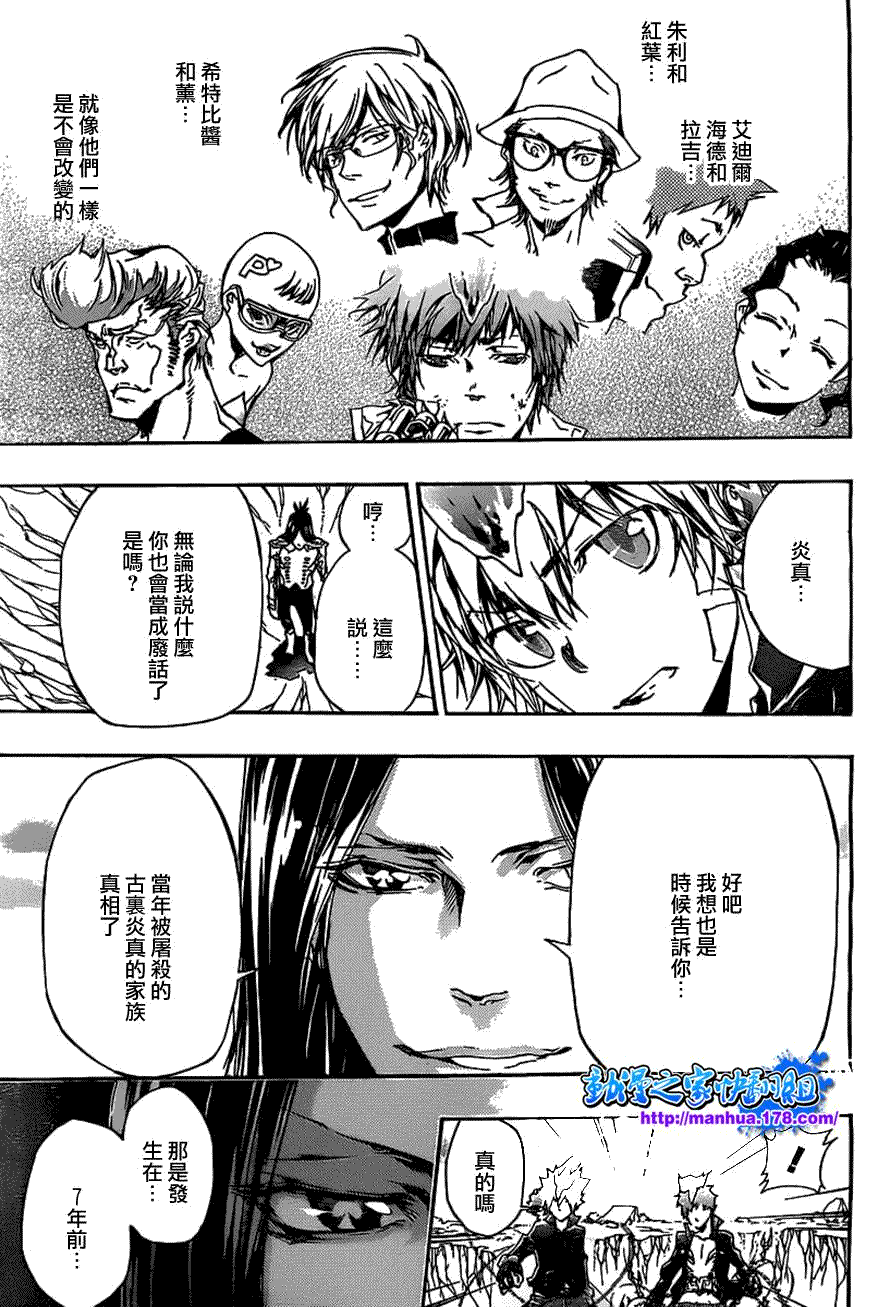 朱利和
紅葉…
艾迪爾
海德和
拉吉…
希特比醬
和薰…
就像他們一樣
是不會改變的
P
炎真…
哼…
這麼
説……
無論我説什麼
你也會當成廢話了
是嗎?
好吧
我想也是
時候告訴你…
當年被屠殺的
古裏炎真的家族
真相了
動漫之家汁翻組
http://manhua.178.com/
!
真的嗎
那是發
生在…
7年前…